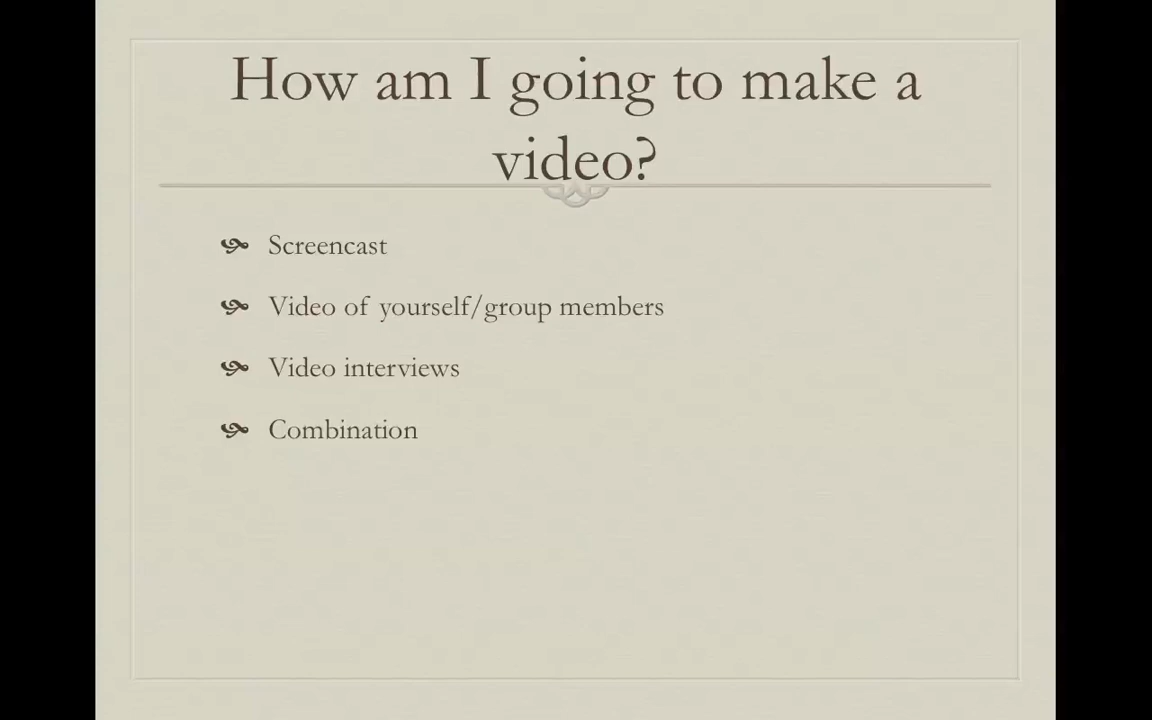 How am I going to make a
video?
Screencast
Video of yourself/group members
Video interviews
Combination